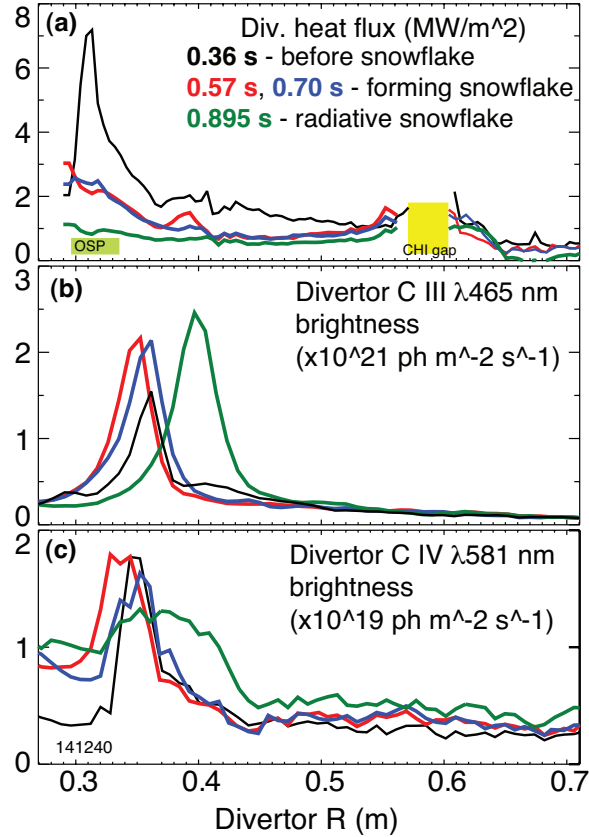 (a)
Div. heat flux (MW/m^2)
0.36 s - before snowflake
0.57 s, 0.70 s - forming snowflake
0.895 s - radiative snowflake
8
6
4
2
0
OSP
CHI gap
(b)
Divertor C III λ465 nm
brightness
(x10^21 ph m^-2 s^-1)
3
2
1
0
(c)
Divertor C IV λ581 nm
brightness
(x10^19 ph m^-2 s^-1)
2
1
0
141240
0.3 0.4 0.5 0.6 0.7
Divertor R (m)